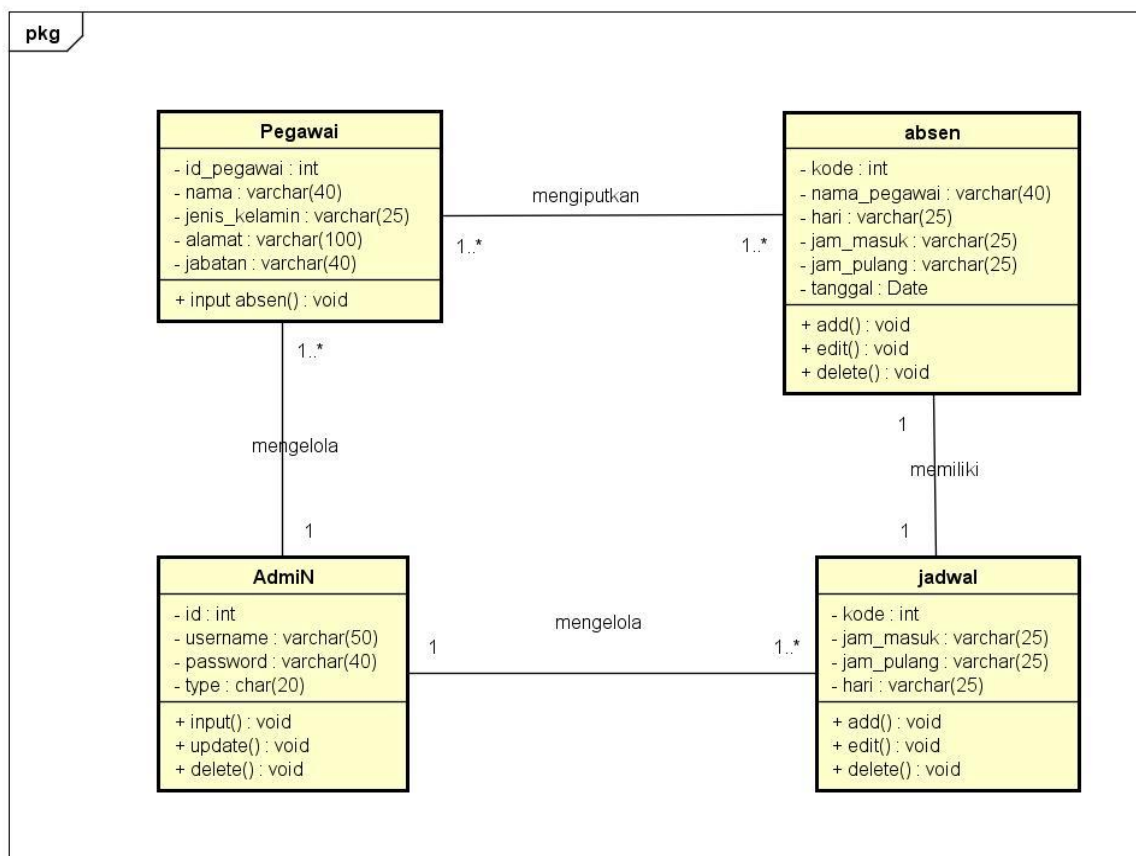 pkg
Pegawai
- id_pegawai : int
- nama : varchar(40)
- jenis_kelamin : varchar(25)
- alamat : varchar(100)
- jabatan : varchar(40)
+ input absen() : void
mengiputkan
1..*
1..*
absen
- kode : int
- nama_pegawai : varchar(40)
- hari : varchar(25)
- jam_masuk : varchar(25)
- jam_pulang : varchar(25)
- tanggal : Date
+ add() : void
+ edit() : void
+ delete() : void
1..*
mengelola
1
1
memiliki
1
AdmiN
- id : int
- username : varchar(50)
- password : varchar(40)
- type : char(20)
+ input() : void
+ update() : void
+ delete() : void
mengelola
1
1..*
jadwal
- kode : int
- jam_masuk : varchar(25)
- jam_pulang : varchar(25)
- hari : varchar(25)
+ add() : void
+ edit() : void
+ delete() : void